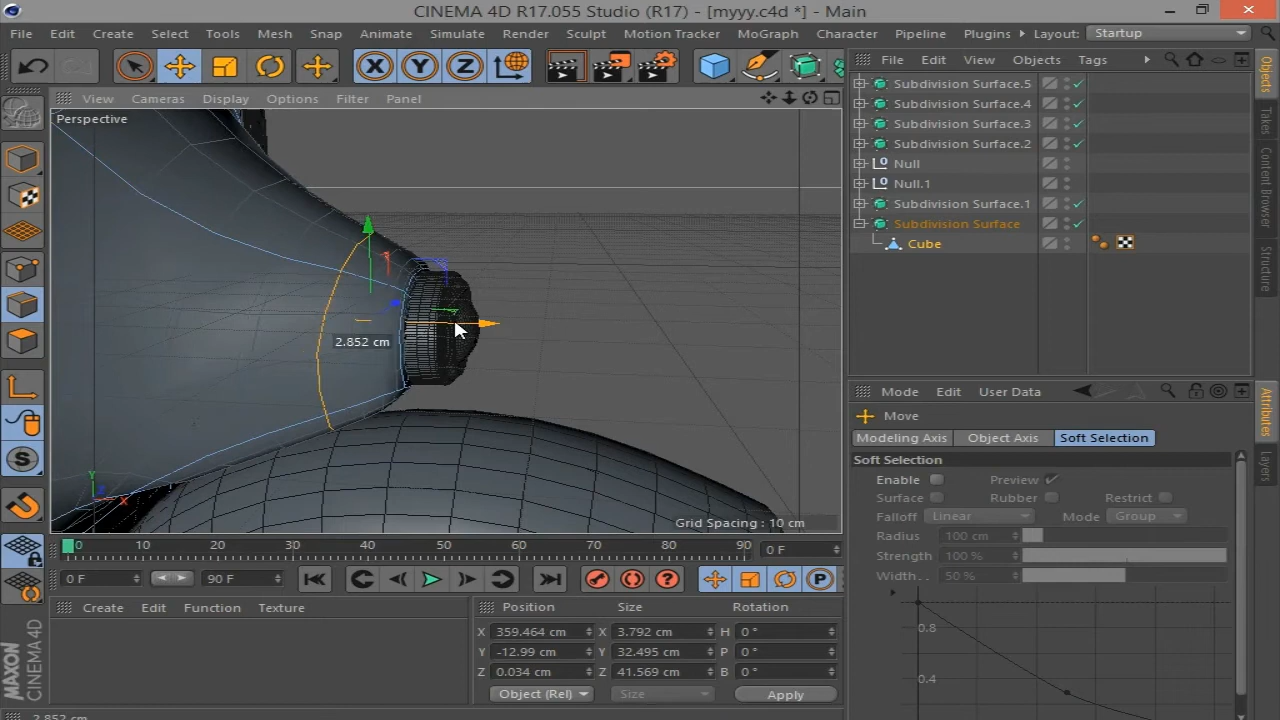 CINEMA 4D R17.055 Studio (R17) - [myyy.c4d *] - Main
File Edit Create Select Tools Mesh Snap Animate Simulate Render Sculpt Motion Tracker MoGraph Character Pipeline Plugins Layout: Startup
X Y Z
File Edit View Objects Tags
View Cameras Display Options Filter Panel
Perspective
Subdivision Surface.5
Subdivision Surface.4
Subdivision Surface.3
Subdivision Surface.2
Null
Null.1
Subdivision Surface.1
Subdivision Surface
Cube
Objects
Takes
Content Browser
Structure
2.852 cm
Y
Z
X
Grid Spacing : 10 cm
Mode Edit User Data
Move
Modeling Axis Object Axis Soft Selection
Soft Selection
Enable Preview
Surface Rubber Restrict
Falloff Linear Mode Group
Radius 100 cm
Strength 100 %
Width.. 50 %
0.8
0.4
Attributes
Layers
S
0 10 20 30 40 50 60 70 80 90 0 F
0 F 90 F P
Create Edit Function Texture
Position Size Rotation
X 359.464 cm X 3.792 cm H 0 °
Y -12.99 cm Y 32.495 cm P 0 °
Z 0.034 cm Z 41.569 cm B 0 °
Object (Rel) Size Apply
MAXON
CINEMA 4D
2.852 cm